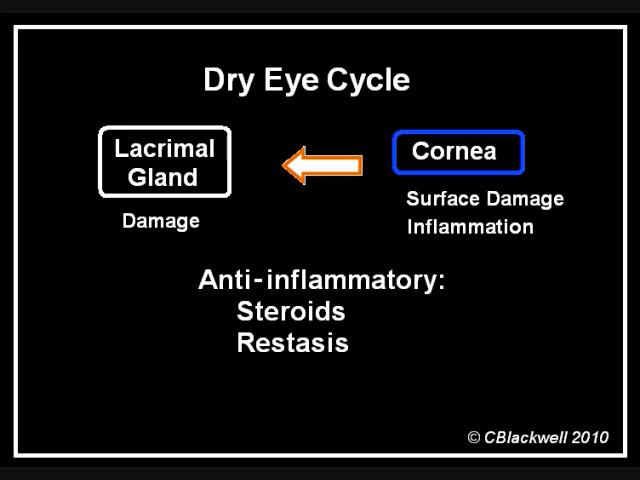 Dry Eye Cycle
Lacrimal
Gland
Damage
Cornea
Surface Damage
Inflammation
Anti-inflammatory:
Steroids
Restasis
© CBlackwell 2010